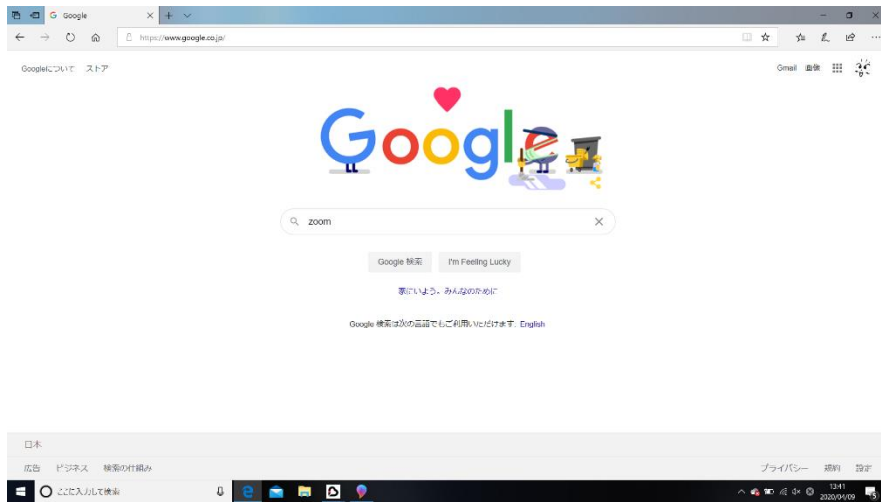 Google
https://www.google.co.jp/
Googleについて ストア
Gmail 画像
Google
zoom
Google 検索 I'm Feeling Lucky
家にいよう。みんなのために
Google 検索は次の言語でもご利用いただけます: English
日本
広告 ビジネス 検索の仕組み
プライバシー 規約 設定
ここに入力して検索
13:41
2020/04/09